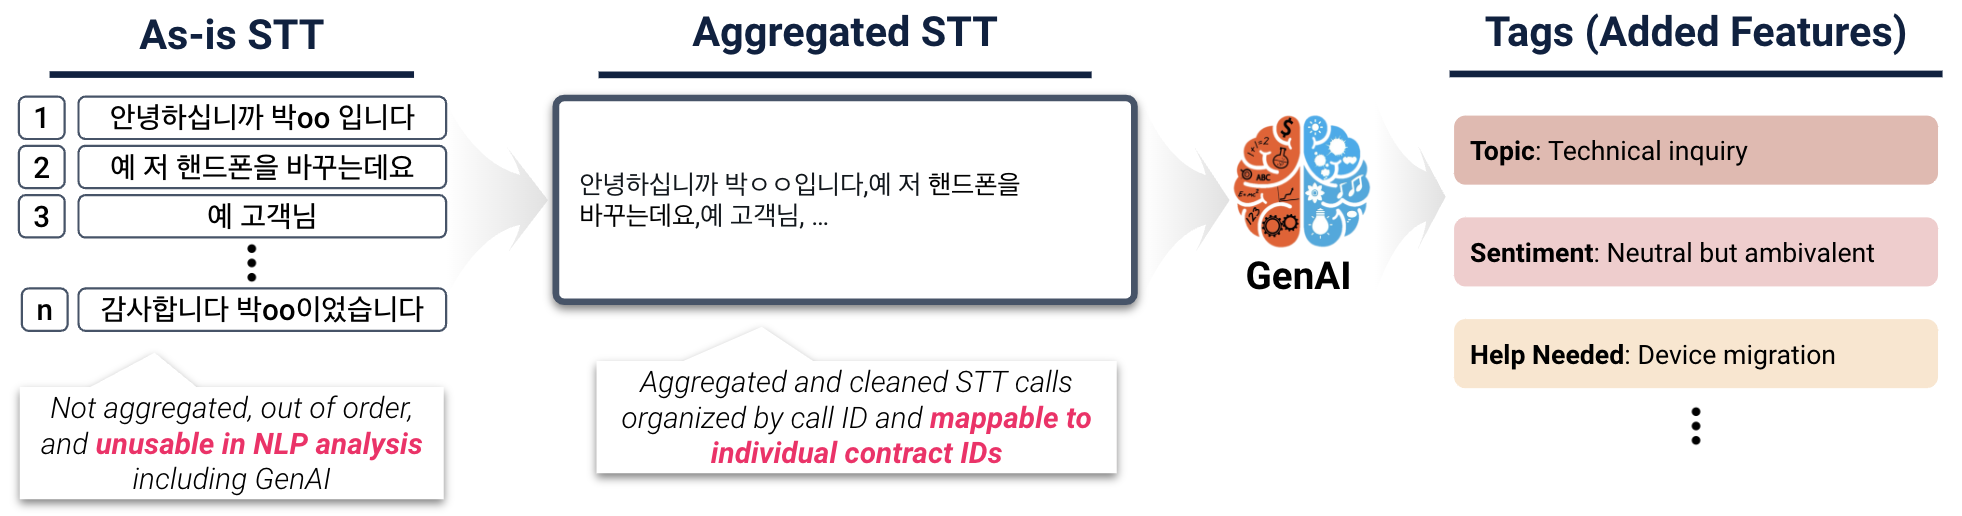 As-is STT
1 안녕하십니까 박oo 입니다
2 예 저 핸드폰을 바꾸는데요
3 예 고객님
n 감사합니다 박oo이었습니다
Not aggregated, out of order,
and unusable in NLP analysis
including GenAI
Aggregated STT
안녕하십니까 박ㅇㅇ입니다,예 저 핸드폰을
바꾸는데요,예 고객님, ...
Aggregated and cleaned STT calls
organized by call ID and mappable to
individual contract IDs
$
1+1=2
ABC
E=mc²
123
GenAI
Tags (Added Features)
Topic: Technical inquiry
Sentiment: Neutral but ambivalent
Help Needed: Device migration